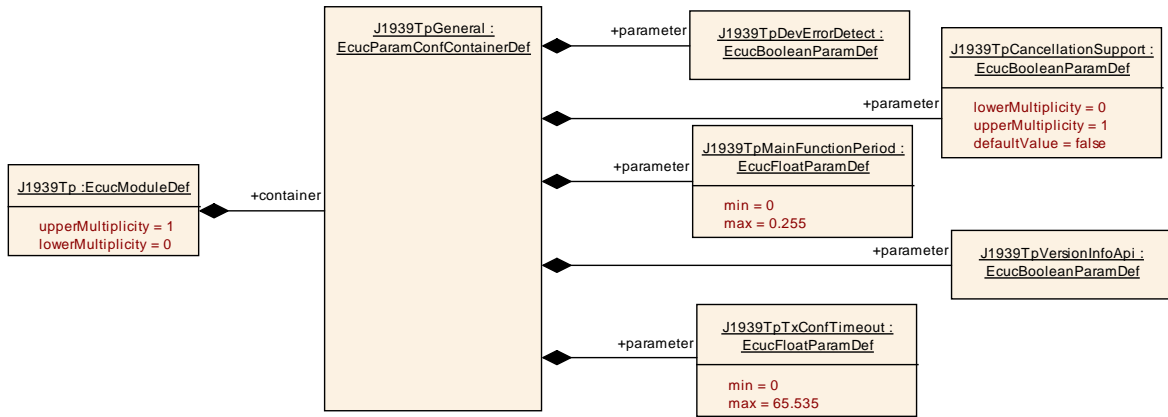 J1939TpGeneral :
EcucParamConfContainerDef
+parameter
J1939TpDevErrorDetect :
EcucBooleanParamDef
J1939TpCancellationSupport :
EcucBooleanParamDef
+parameter
lowerMultiplicity = 0
upperMultiplicity = 1
defaultValue = false
J1939TpMainFunctionPeriod :
EcucFloatParamDef
+parameter
min = 0
max = 0.255
J1939Tp :EcucModuleDef
+container
upperMultiplicity = 1
lowerMultiplicity = 0
+parameter
J1939TpVersionInfoApi :
EcucBooleanParamDef
J1939TpTxConfTimeout :
EcucFloatParamDef
+parameter
min = 0
max = 65.535